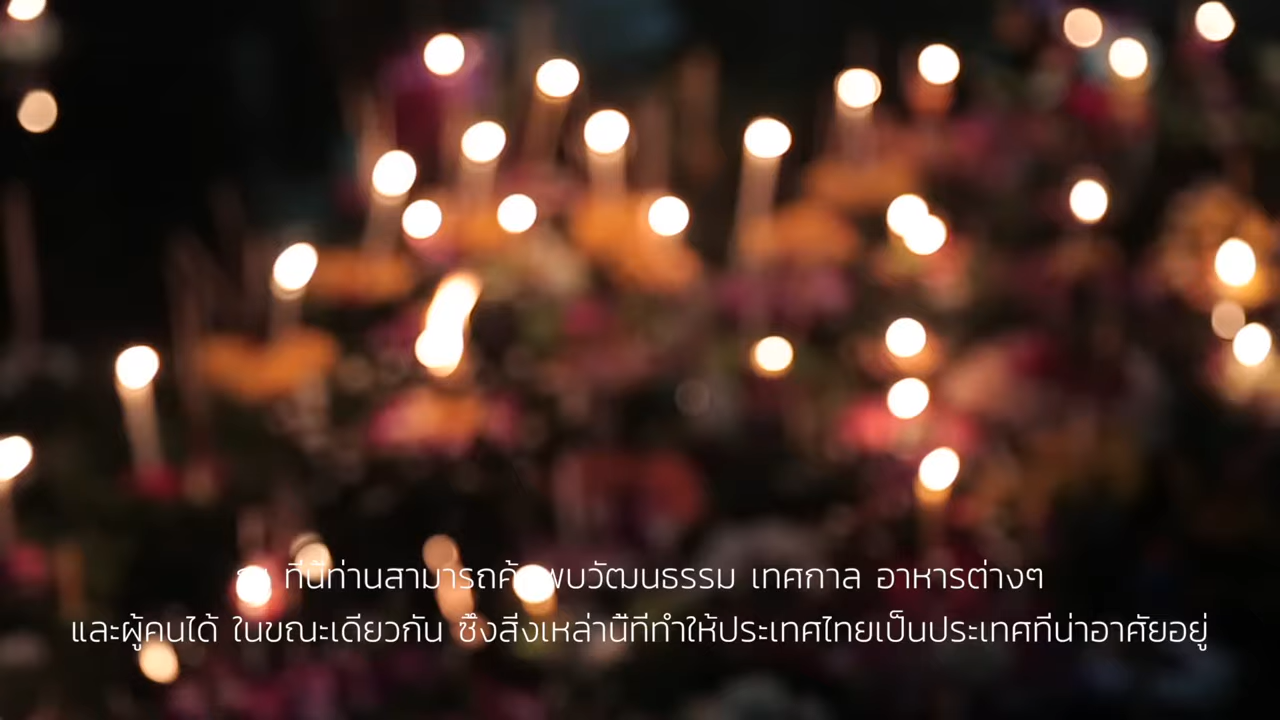 ณ ที่นี้ท่านสามารถค้นพบวัฒนธรรม เทศกาล อาหารต่างๆ
และผู้คนได้ ในขณะเดียวกัน ซึ่งสิ่งเหล่านี้ที่ทำให้ประเทศไทยเป็นประเทศที่น่าอาศัยอยู่